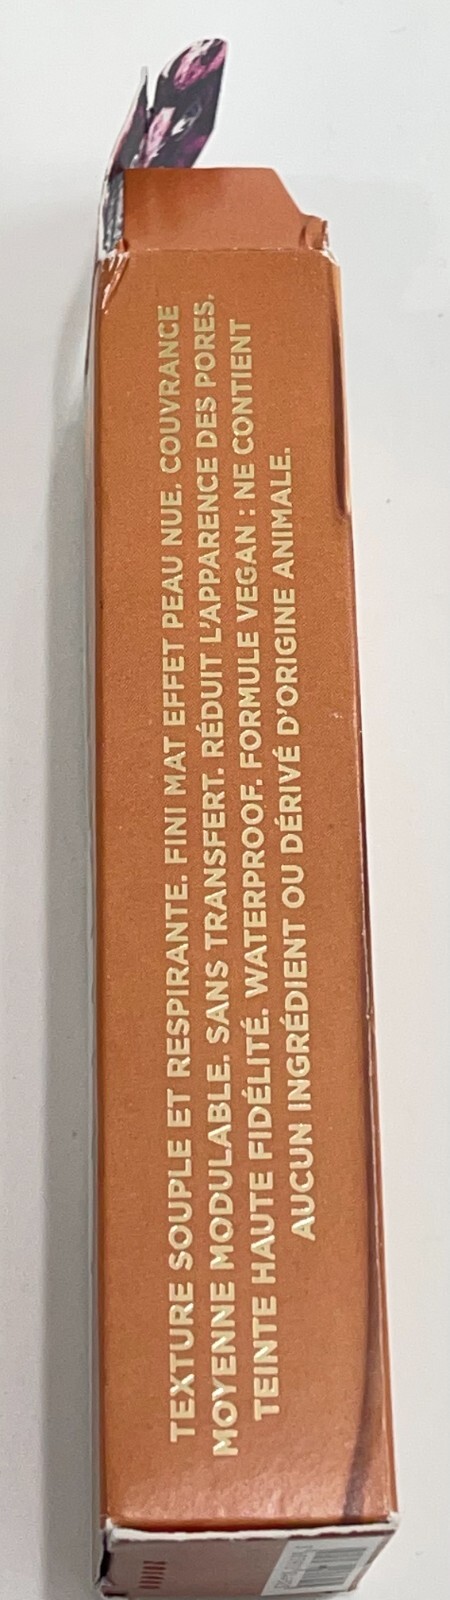 TEXTURE SOUPLE ET RESPIRANTE. FINI MAT EFFET PEAU NUE, COUVRANCE
MOYENNE MODULABLE. SANS TRANSFERT. RÉDUIT L'APPARENCE DES PORES.
TEINTE HAUTE FIDÉLITÉ. WATERPROOF. FORMULE VEGAN : NE CONTIENT
AUCUN INGRÉDIENT OU DÉRIVÉ D'ORIGINE ANIMALE.